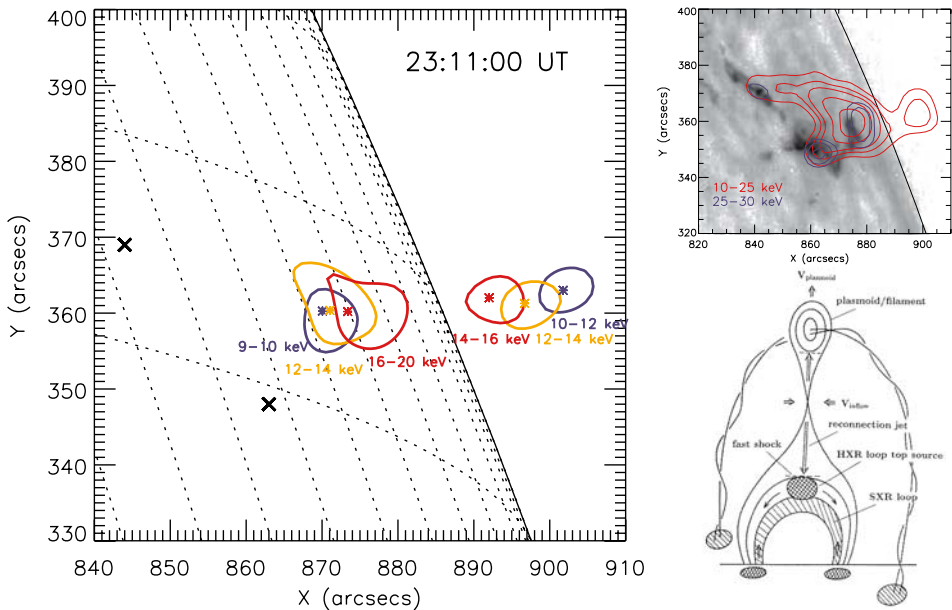 23:11:00 UT
400
390
380
370
360
350
340
330
Y (arcsecs)
9–10 keV
12–14 keV
16–20 keV
14–16 keV
10–12 keV
12–14 keV
840
850
860
870
880
890
900
910
X (arcsecs)
400
380
360
340
320
Y (arcsecs)
10–25 keV
25–30 keV
820
840
860
880
900
X (arcsecs)
Vplasmoid
plasmoid/filament
Vinflow
reconnection jet
fast shock
HXR loop top source
SXR loop